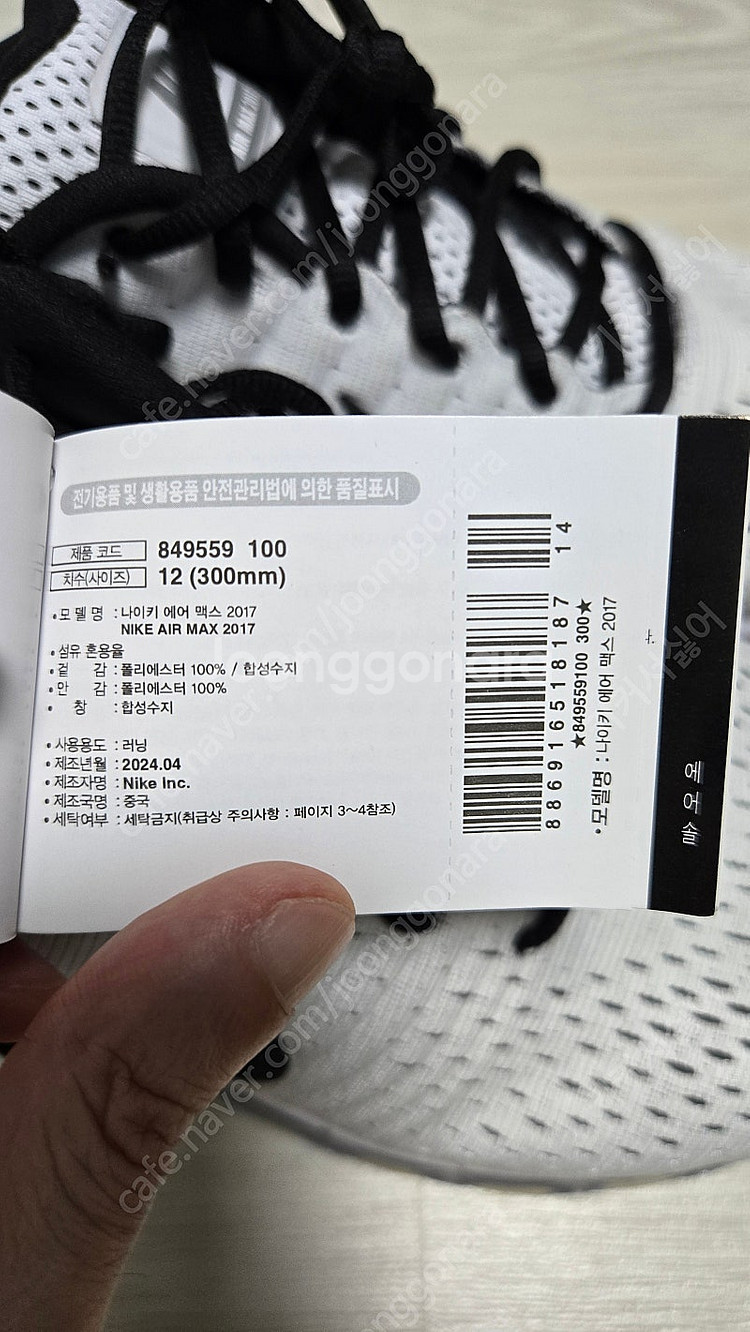 전기용품 및 생활용품 안전관리법에 의한 품질표시
제품 코드 849559 100
차수(사이즈) 12 (300mm)
•모 델 명 : 나이키 에어 맥스 2017
NIKE AIR MAX 2017
•섬유 혼용율
•겉 감 : 폴리에스터 100% / 합성수지
•안 감 : 폴리에스터 100%
• 창 : 합성수지
•사용용도 : 러닝
•제조년월 : 2024.04
•제조자명 : Nike Inc.
•제조국명 : 중국
•세탁여부 : 세탁금지(취급상 주의사항 : 페이지 3~4참조)
14
886916518187
★849559100 300★
•모델명 : 나이키 에어 맥스 2017
에어솔
cafe.naver.com/joonggonara
joonggonara